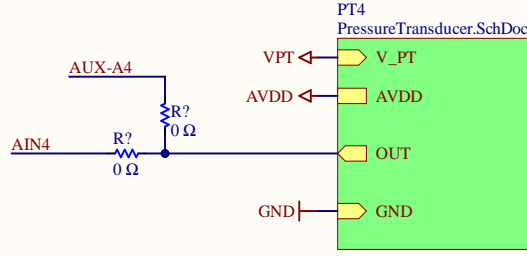 PT4
PressureTransducer.SchDoc
VPT
V_PT
AUX-A4
AVDD
AVDD
R?
0 Ω
R?
0 Ω
AIN4
OUT
GND
GND